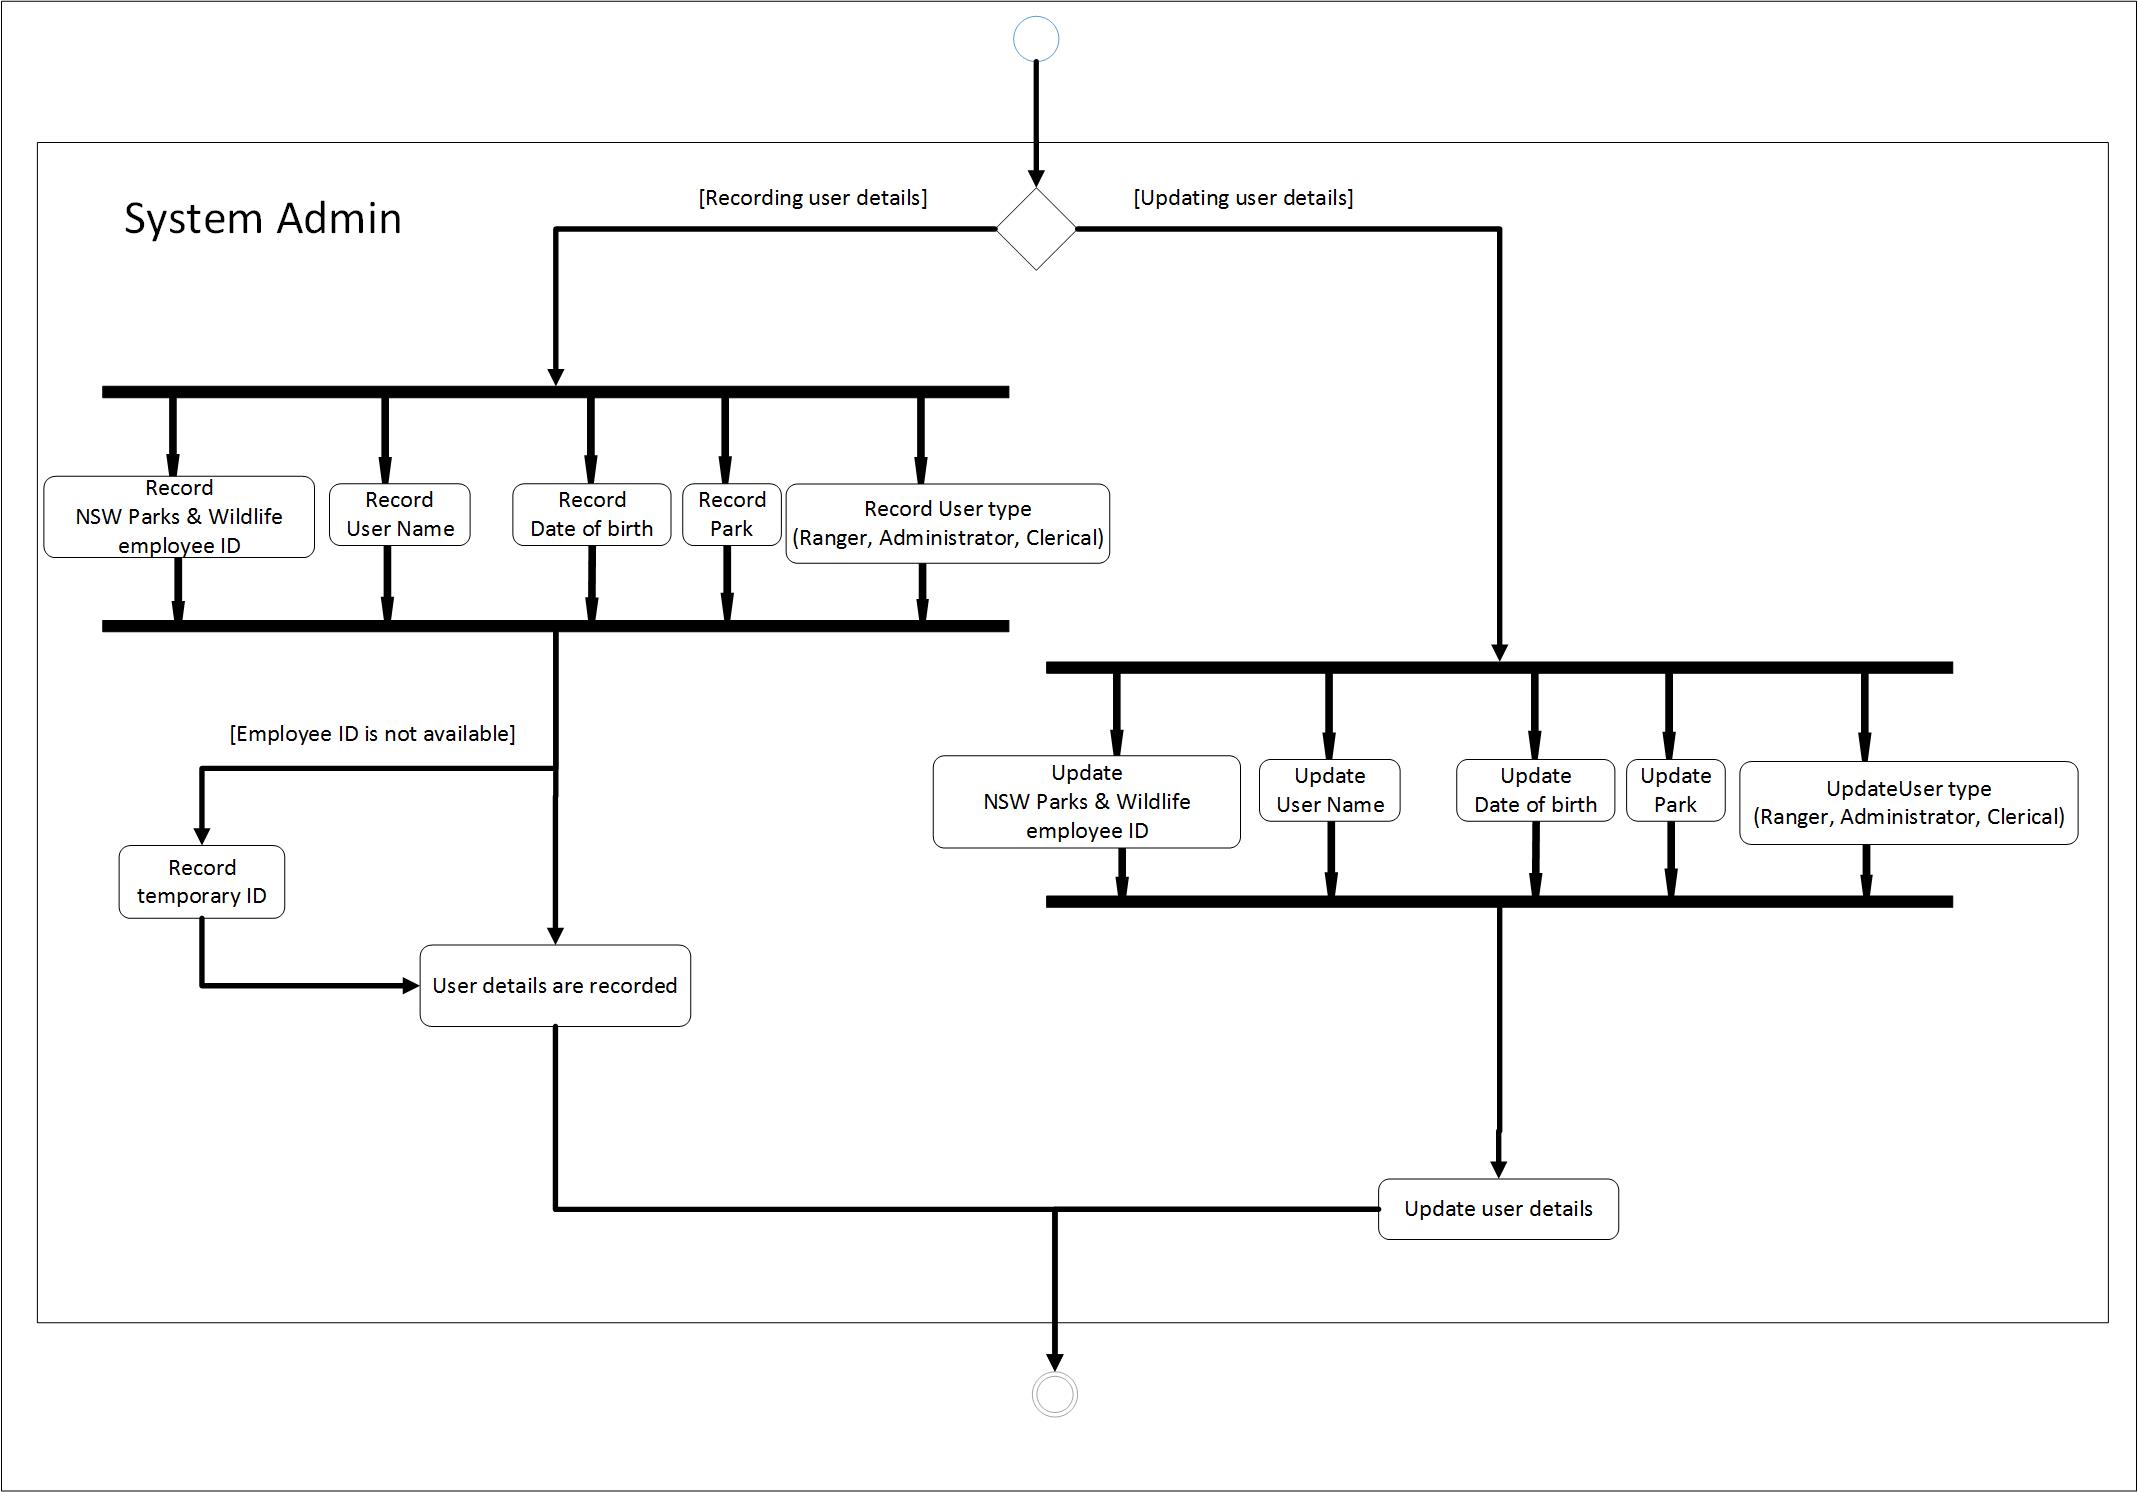 [Recording user details]
[Updating user details]
System Admin
Record
NSW Parks & Wildlife
employee ID
Record
User Name
Record
Date of birth
Record
Park
Record User type
(Ranger, Administrator, Clerical)
[Employee ID is not available]
Update
NSW Parks & Wildlife
employee ID
Update
User Name
Update
Date of birth
Update
Park
UpdateUser type
(Ranger, Administrator, Clerical)
Record
temporary ID
User details are recorded
Update user details